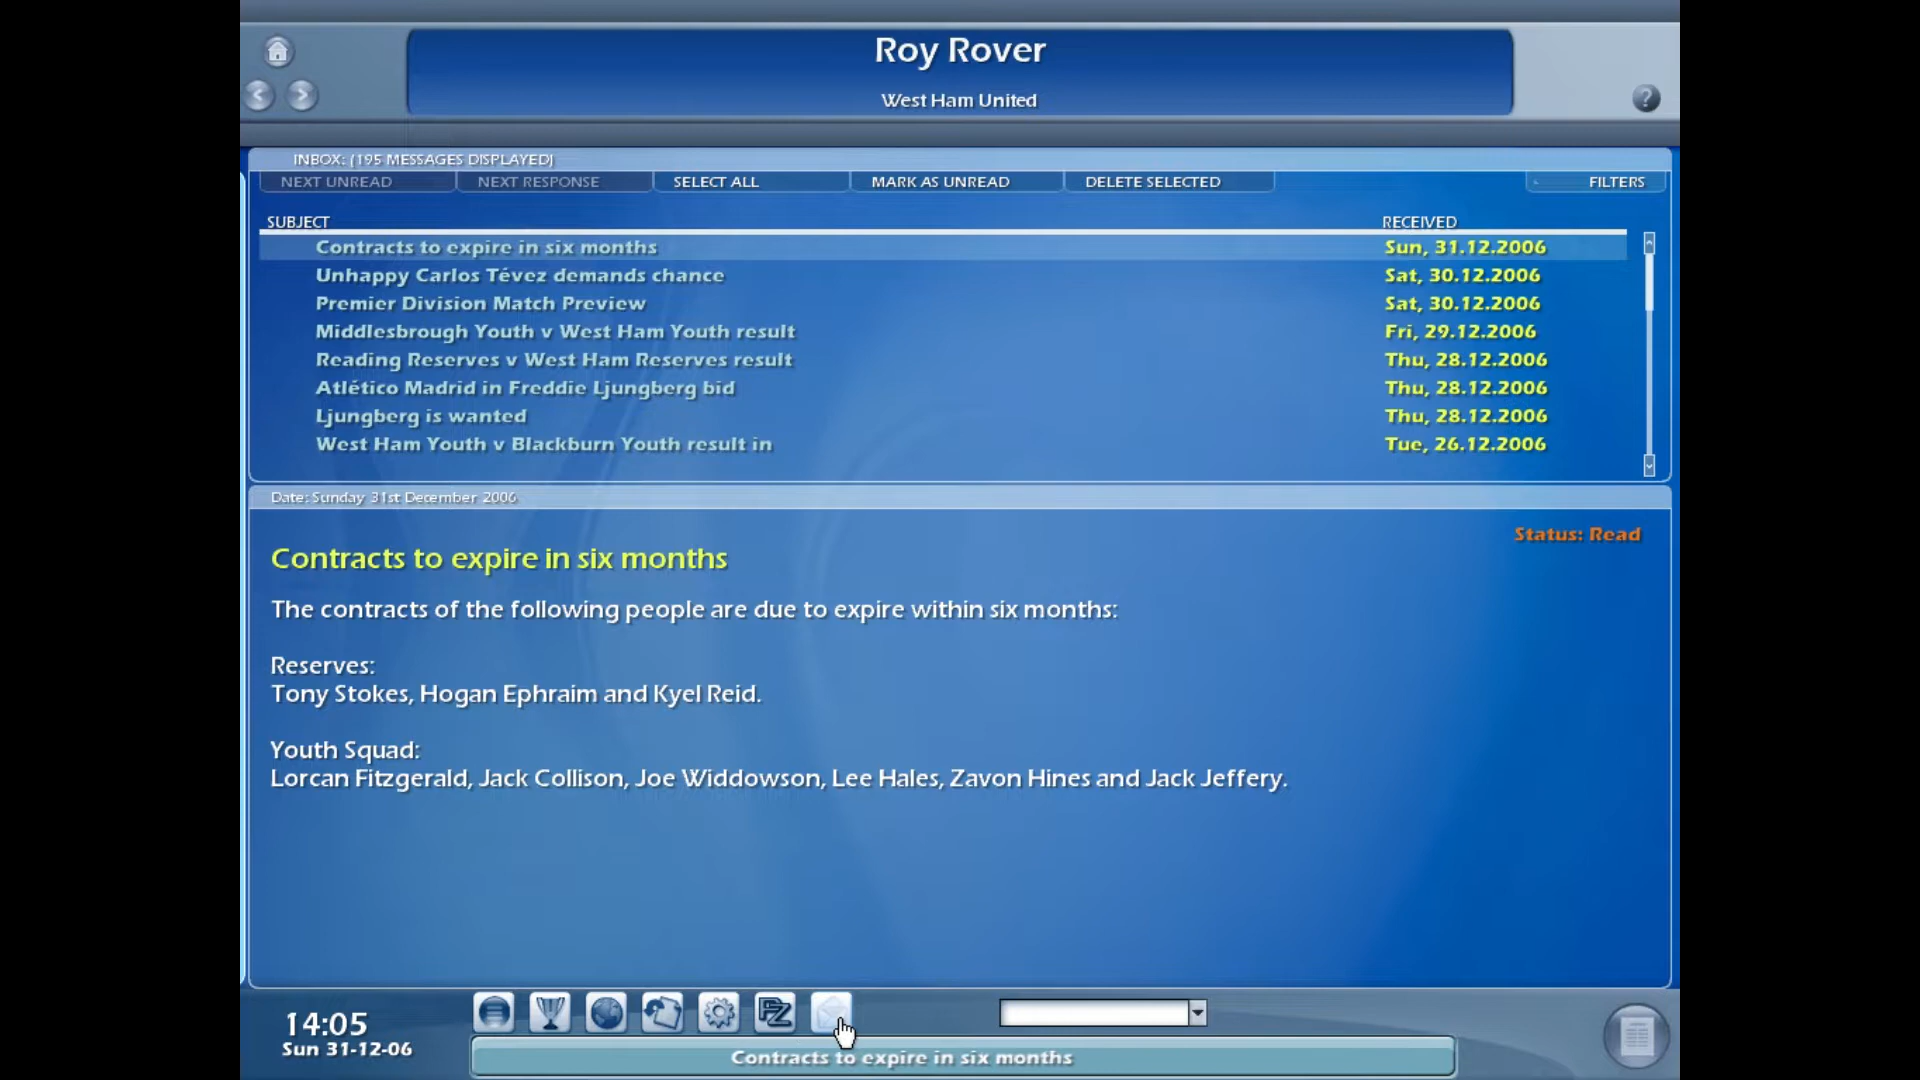 Roy Rover
West Ham United
?
INBOX: (195 MESSAGES DISPLAYED)
NEXT UNREAD NEXT RESPONSE SELECT ALL MARK AS UNREAD DELETE SELECTED FILTERS
SUBJECT RECEIVED
Contracts to expire in six months Sun, 31.12.2006
Unhappy Carlos Tévez demands chance Sat, 30.12.2006
Premier Division Match Preview Sat, 30.12.2006
Middlesbrough Youth v West Ham Youth result Fri, 29.12.2006
Reading Reserves v West Ham Reserves result Thu, 28.12.2006
Atlético Madrid in Freddie Ljungberg bid Thu, 28.12.2006
Ljungberg is wanted Thu, 28.12.2006
West Ham Youth v Blackburn Youth result in Tue, 26.12.2006
Date: Sunday 31st December 2006
Status: Read
Contracts to expire in six months
The contracts of the following people are due to expire within six months:
Reserves:
Tony Stokes, Hogan Ephraim and Kyel Reid.
Youth Squad:
Lorcan Fitzgerald, Jack Collison, Joe Widdowson, Lee Hales, Zavon Hines and Jack Jeffery.
14:05
Sun 31-12-06
Contracts to expire in six months